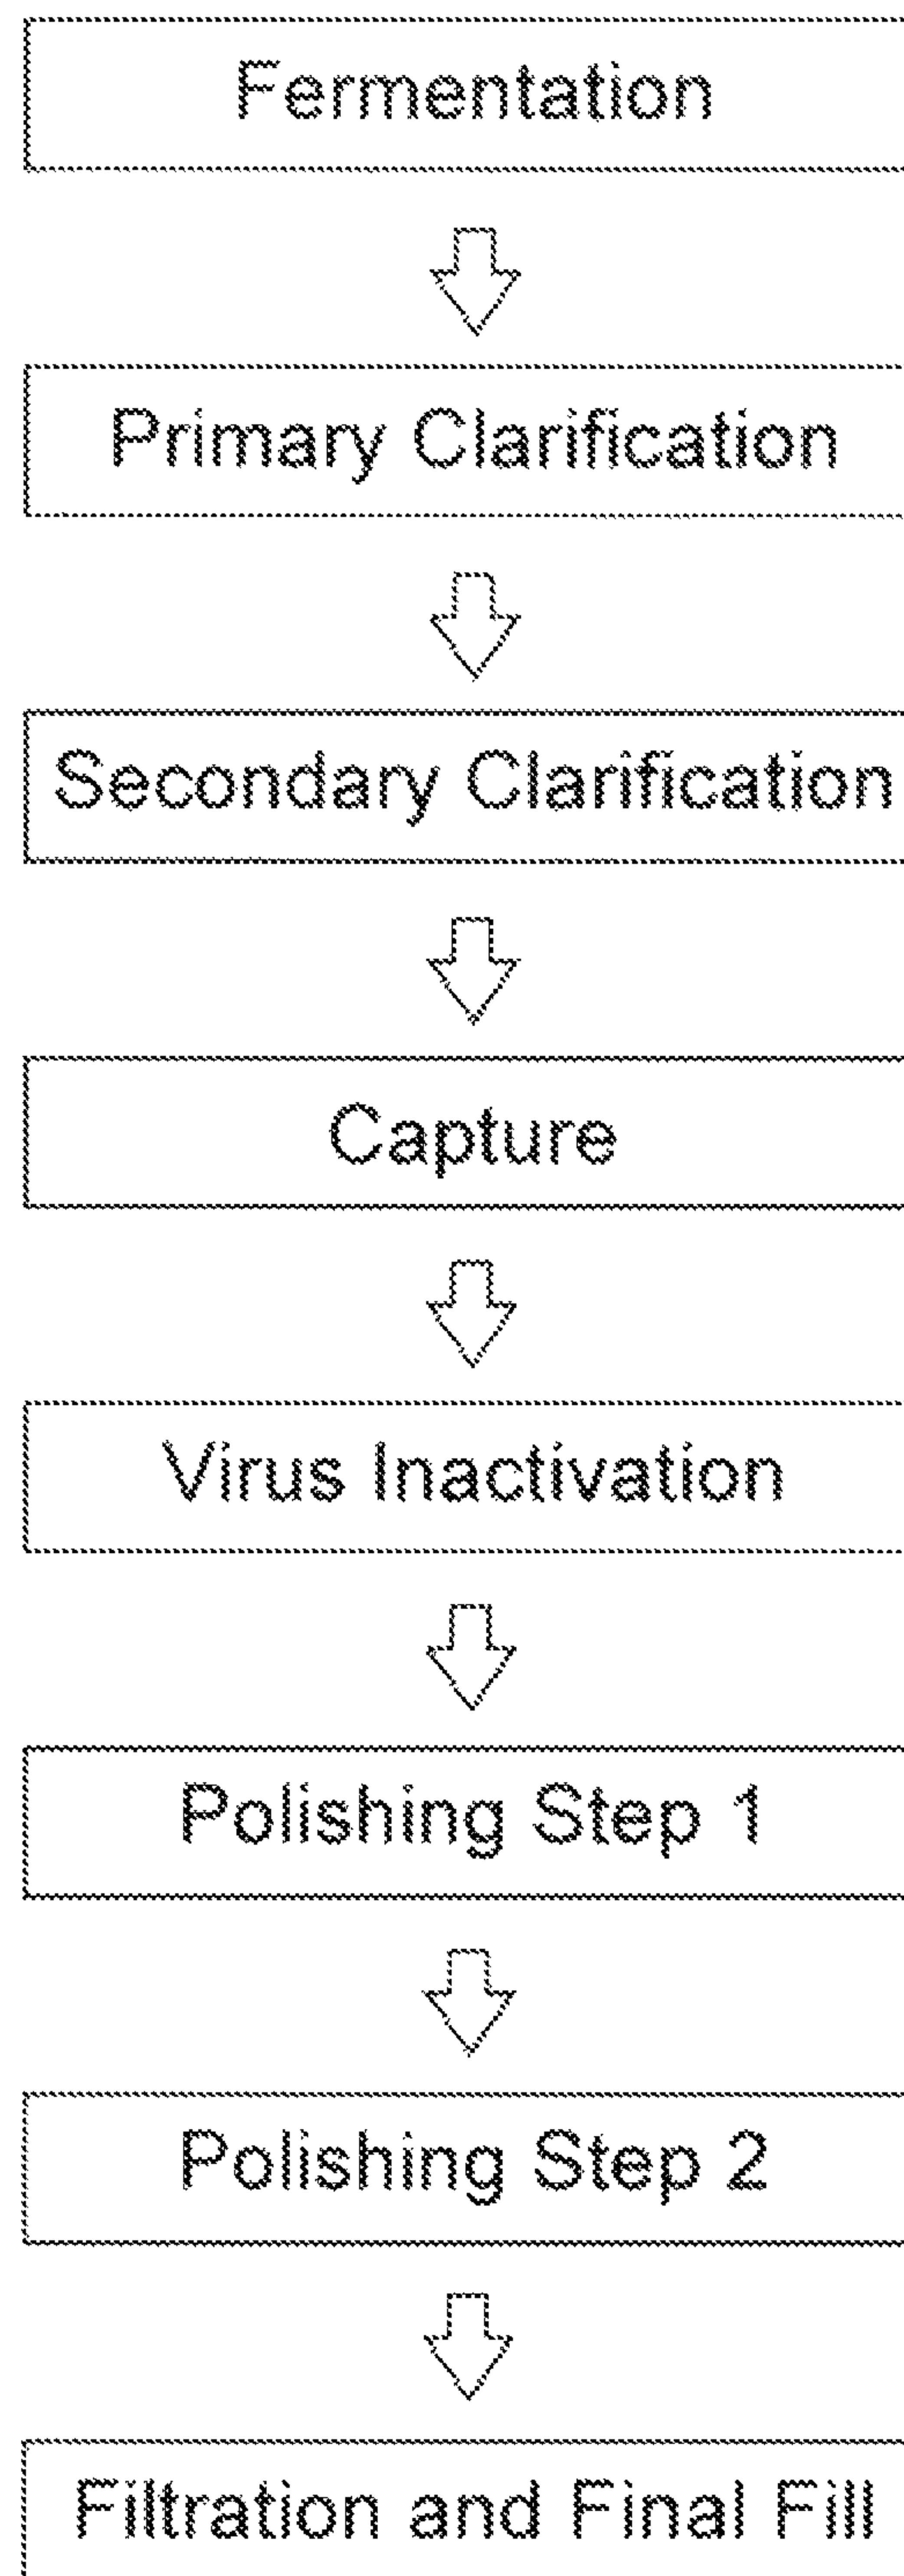 Fermentation
Primary Clarification
Secondary Clarification
Capture
Virus Inactivation
Polishing Step 1
Polishing Step 2
Filtration and Final Fill